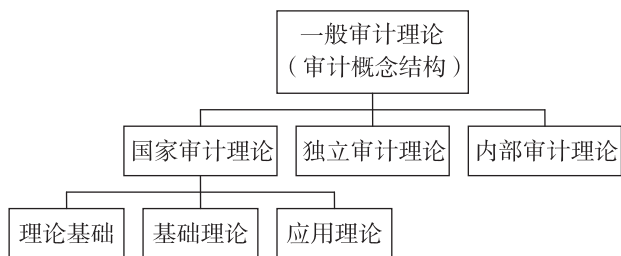 一般审计理论
（审计概念结构）
国家审计理论
独立审计理论
内部审计理论
理论基础
基础理论
应用理论